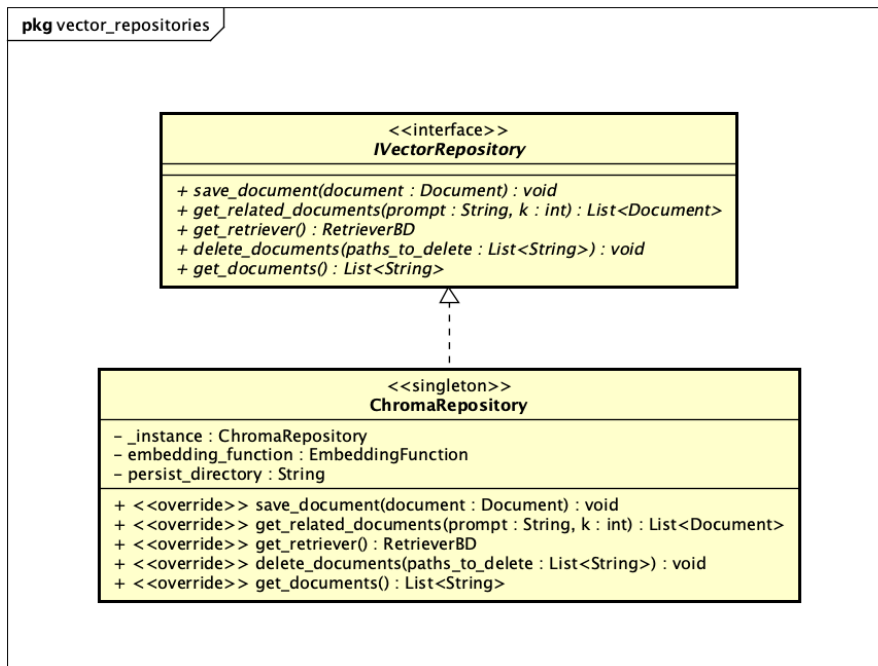 pkg vector_repositories
<<interface>>
IVectorRepository
+ save_document(document : Document) : void
+ get_related_documents(prompt : String, k : int) : List<Document>
+ get_retriever() : RetrieverBD
+ delete_documents(paths_to_delete : List<String>) : void
+ get_documents() : List<String>
<<singleton>>
ChromaRepository
– _instance : ChromaRepository
– embedding_function : EmbeddingFunction
– persist_directory : String
+ <<override>> save_document(document : Document) : void
+ <<override>> get_related_documents(prompt : String, k : int) : List<Document>
+ <<override>> get_retriever() : RetrieverBD
+ <<override>> delete_documents(paths_to_delete : List<String>) : void
+ <<override>> get_documents() : List<String>